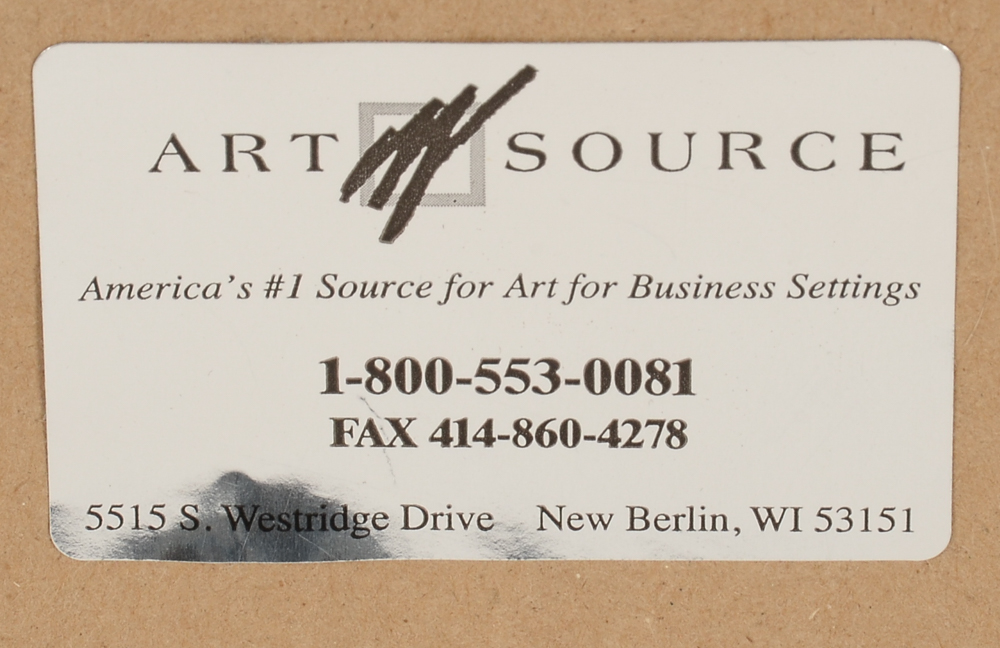 ART SOURCE
America's #1 Source for Art for Business Settings
1-800-553-0081
FAX 414-860-4278
5515 S. Westridge Drive New Berlin, WI 53151